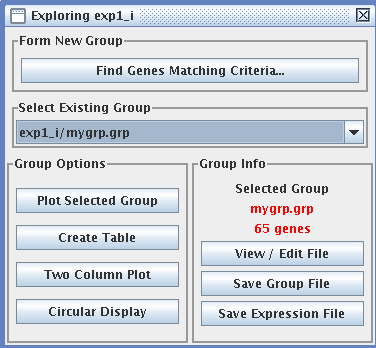 Exploring exp1_i
Form New Group
Find Genes Matching Criteria...
Select Existing Group
exp1_i/mygrp.grp
Group Options
Plot Selected Group
Create Table
Two Column Plot
Circular Display
Group Info
Selected Group
mygrp.grp
65 genes
View / Edit File
Save Group File
Save Expression File